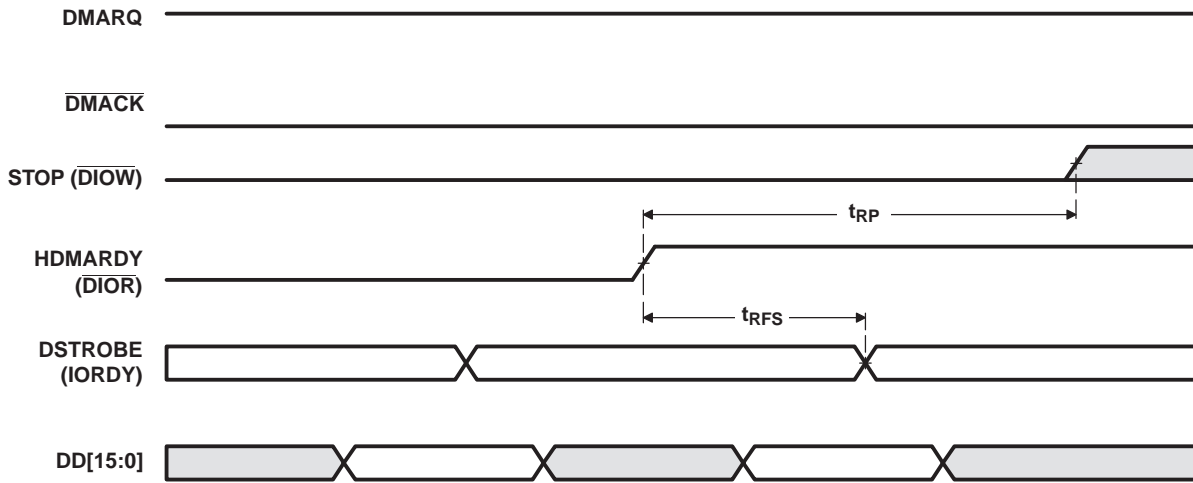 DMARQ
DMACK
STOP (DIOW)
tRP
HDMARDY
(DIOR)
tRFS
DSTROBE
(IORDY)
DD[15:0]